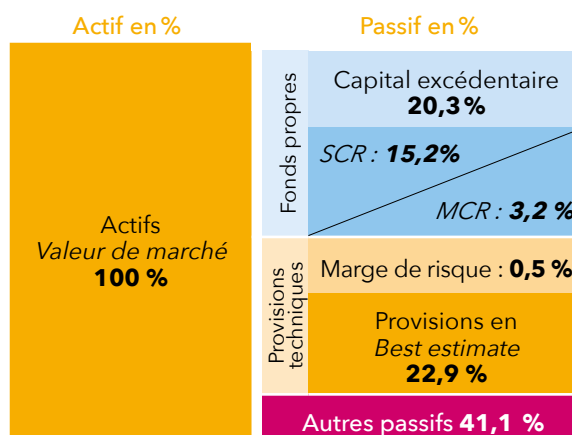 Actif en %
Actifs
Valeur de marché
100 %
Passif en %
Fonds propres
Capital excédentaire
20,3 %
SCR : 15,2%
MCR : 3,2 %
Provisions
techniques
Marge de risque : 0,5 %
Provisions en
Best estimate
22,9 %
Autres passifs 41,1 %